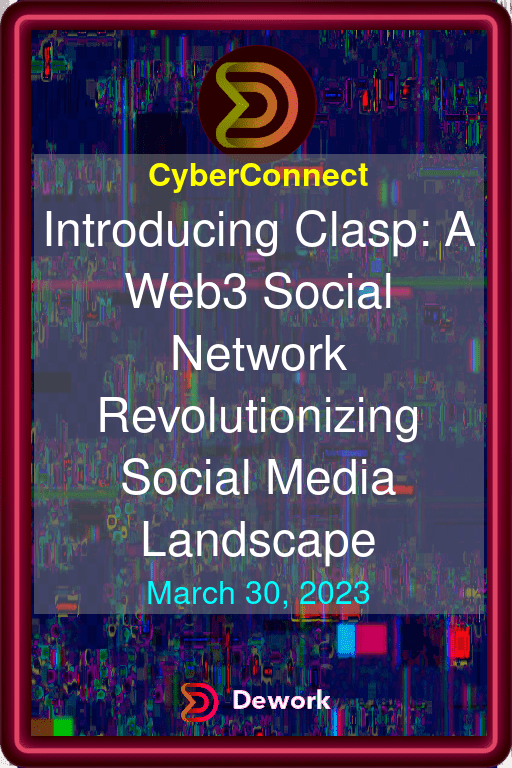 CyberConnect
Introducing Clasp: A
Web3 Social
Network
Revolutionizing
Social Media
Landscape
March 30, 2023
Dework